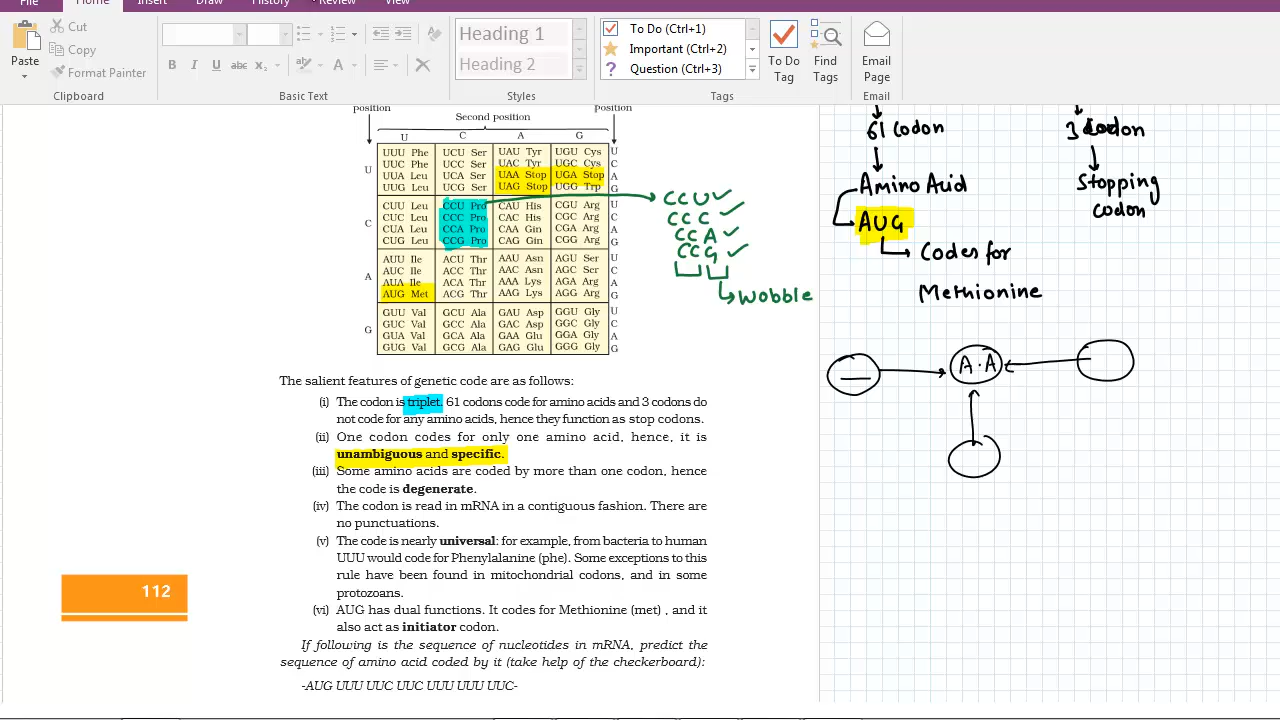 File Home Insert Draw History Review View
Cut
Copy
Paste
Format Painter
Clipboard
B I U abc x₂ A
Basic Text
Heading 1
Heading 2
Styles
To Do (Ctrl+1)
Important (Ctrl+2)
? Question (Ctrl+3)
Tags
To Do
Tag
Find
Tags
Email
Page
Email
position
Position
Second position
U C A G
UUU Phe UCU Ser UAU Tyr UGU Cys U
UUC Phe UCC Ser UAC Tyr UGC Cys C
U UUA Leu UCA Ser UAA Stop UGA Stop A
UUG Leu UCG Ser UAG Stop UGG Trp G
CUU Leu CCU Pro CAU His CGU Arg U
CUC Leu CCC Pro CAC His CGC Arg C
C CUA Leu CCA Pro CAA Gin CGA Arg A
CUG Leu CCG Pro CAG Gin CGG Arg G
AUU Ile ACU Thr AAU Asn AGU Ser U
AUC Ile ACC Thr AAC Asn AGC Ser C
A AUA Ile ACA Thr AAA Lys AGA Arg A
AUG Met ACG Thr AAG Lys AGG Arg G
GUU Val GCU Ala GAU Asp GGU Gly U
GUC Val GCC Ala GAC Asp GGC Gly C
G GUA Val GCA Ala GAA Glu GGA Gly A
GUG Val GCG Ala GAG Glu GGG Gly G
CCU
CCC
CCA
CCG
Wobble
61 Codon
Amino Acid
AUG
Codes for
Methionine
3 codon
Stopping
codon
A.A
The salient features of genetic code are as follows:
(i) The codon is triplet. 61 codons code for amino acids and 3 codons do
not code for any amino acids, hence they function as stop codons.
(ii) One codon codes for only one amino acid, hence, it is
unambiguous and specific.
(iii) Some amino acids are coded by more than one codon, hence
the code is degenerate.
(iv) The codon is read in mRNA in a contiguous fashion. There are
no punctuations.
(v) The code is nearly universal: for example, from bacteria to human
UUU would code for Phenylalanine (phe). Some exceptions to this
rule have been found in mitochondrial codons, and in some
protozoans.
(vi) AUG has dual functions. It codes for Methionine (met) , and it
also act as initiator codon.
If following is the sequence of nucleotides in mRNA, predict the
sequence of amino acid coded by it (take help of the checkerboard):
-AUG UUU UUC UUC UUU UUU UUC-
112